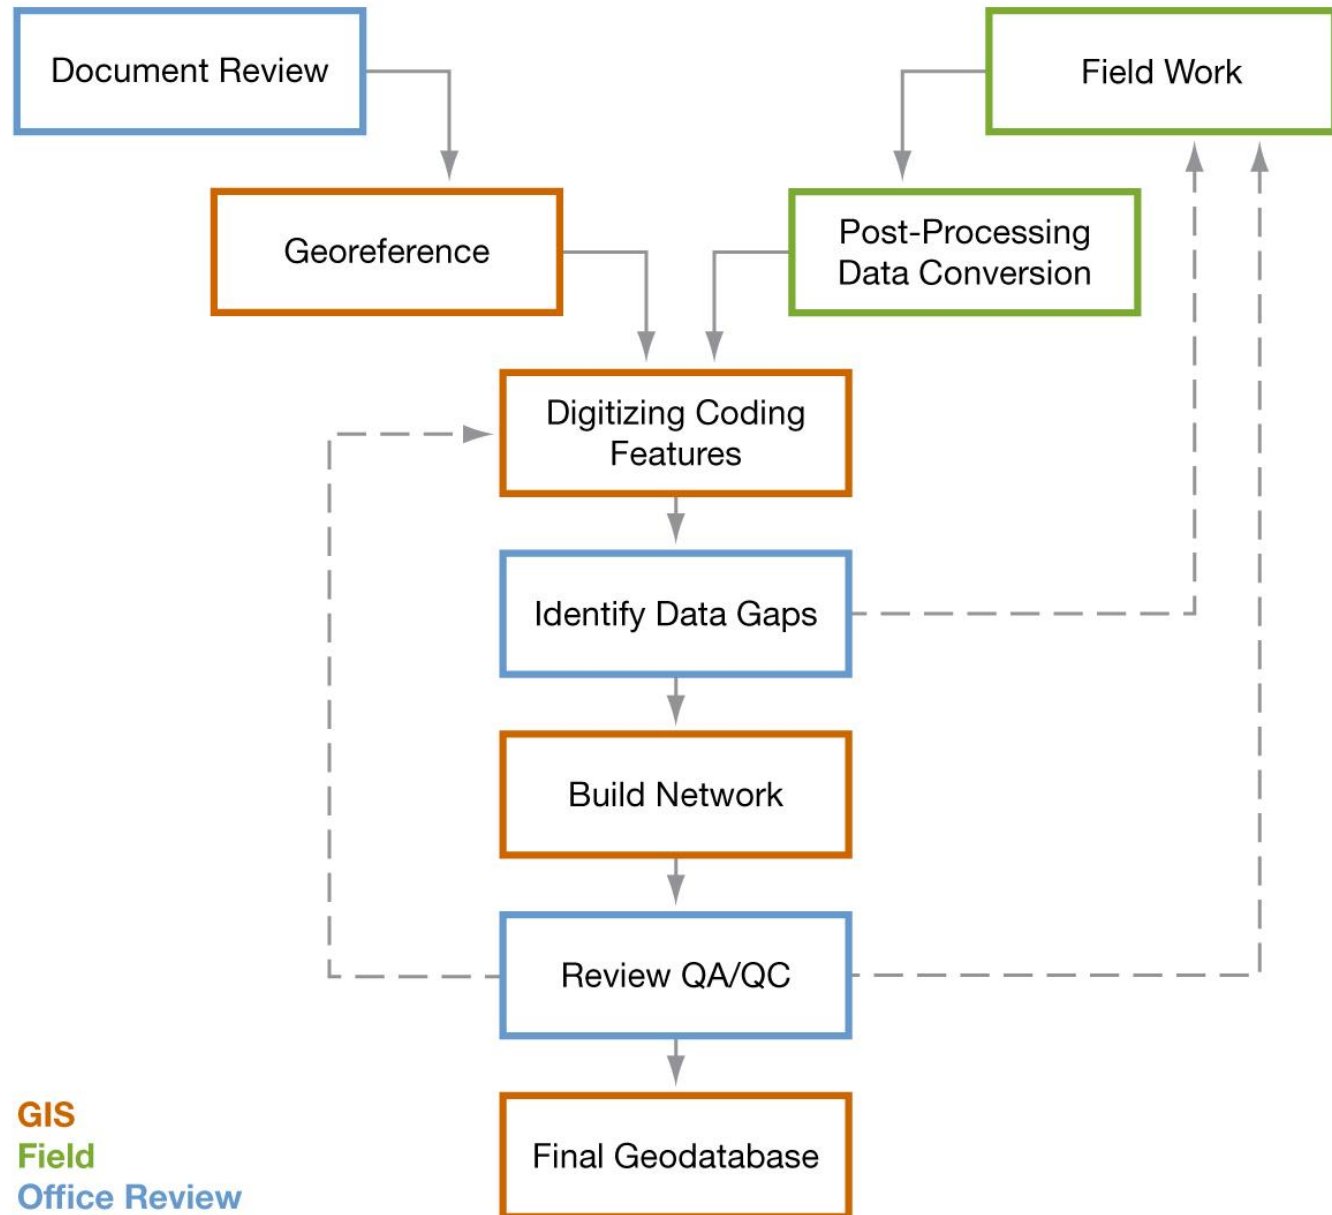 Document Review
Field Work
Georeference
Post-Processing
Data Conversion
Digitizing Coding
Features
Identify Data Gaps
Build Network
Review QA/QC
Final Geodatabase
GIS
Field
Office Review